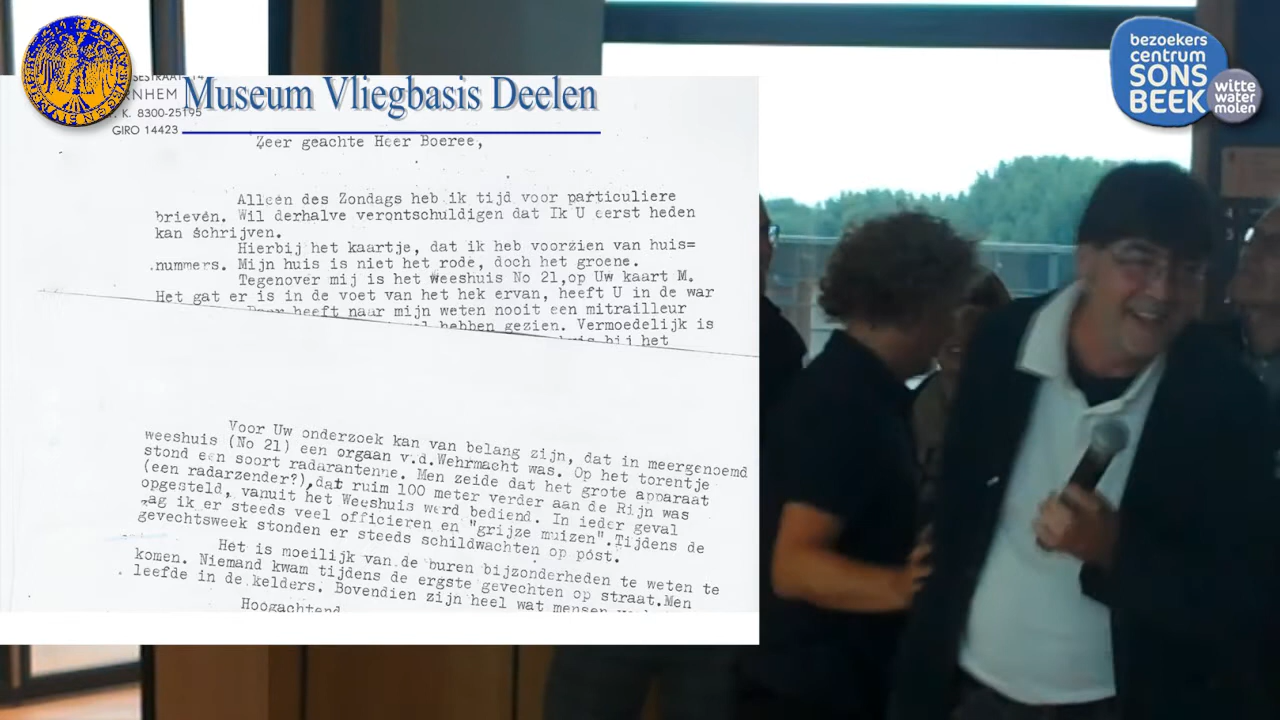 bezoekers
centrum
SONS
BEEK
witte
water
molen
Museum Vliegbasis Deelen
K. 8300-25195
GIRO 14423
Zeer geachte Heer Boeree,
Alleen des Zondags heb ik tijd voor particuliere
brieven. Wil derhalve verontschuldigen dat Ik U eerst heden
kan schrijven.
Hierbij het kaartje, dat ik heb voorzien van huis=
nummers. Mijn huis is niet het rode, doch het groene.
Tegenover mij is het Weeshuis No 21,op Uw kaart M.
Het gat er is in de voet van het hek ervan, heeft U in de war
heeft naar mijn weten nooit een mitrailleur
hebben gezien. Vermoedelijk is
bij het
Voor Uw onderzoek kan van belang zijn, dat in meergenoemd
weeshuis (No 21) een orgaan v.d.Wehrmacht was. Op het torentje
stond een soort radarantenne. Men zeide dat het grote apparaat
(een radarzender?),dat ruim 100 meter verder aan de Rijn was
opgesteld, vanuit het Weeshuis werd bediend. In ieder geval
zag ik er steeds veel officieren en "grijze muizen".Tijdens de
gevechtsweek stonden er steeds schildwachten op post.
Het is moeilijk van de buren bijzonderheden te weten te
komen. Niemand kwam tijdens de ergste gevechten op straat.Men
leefde in de kelders. Bovendien zijn heel wat mensen
Hoogachtend